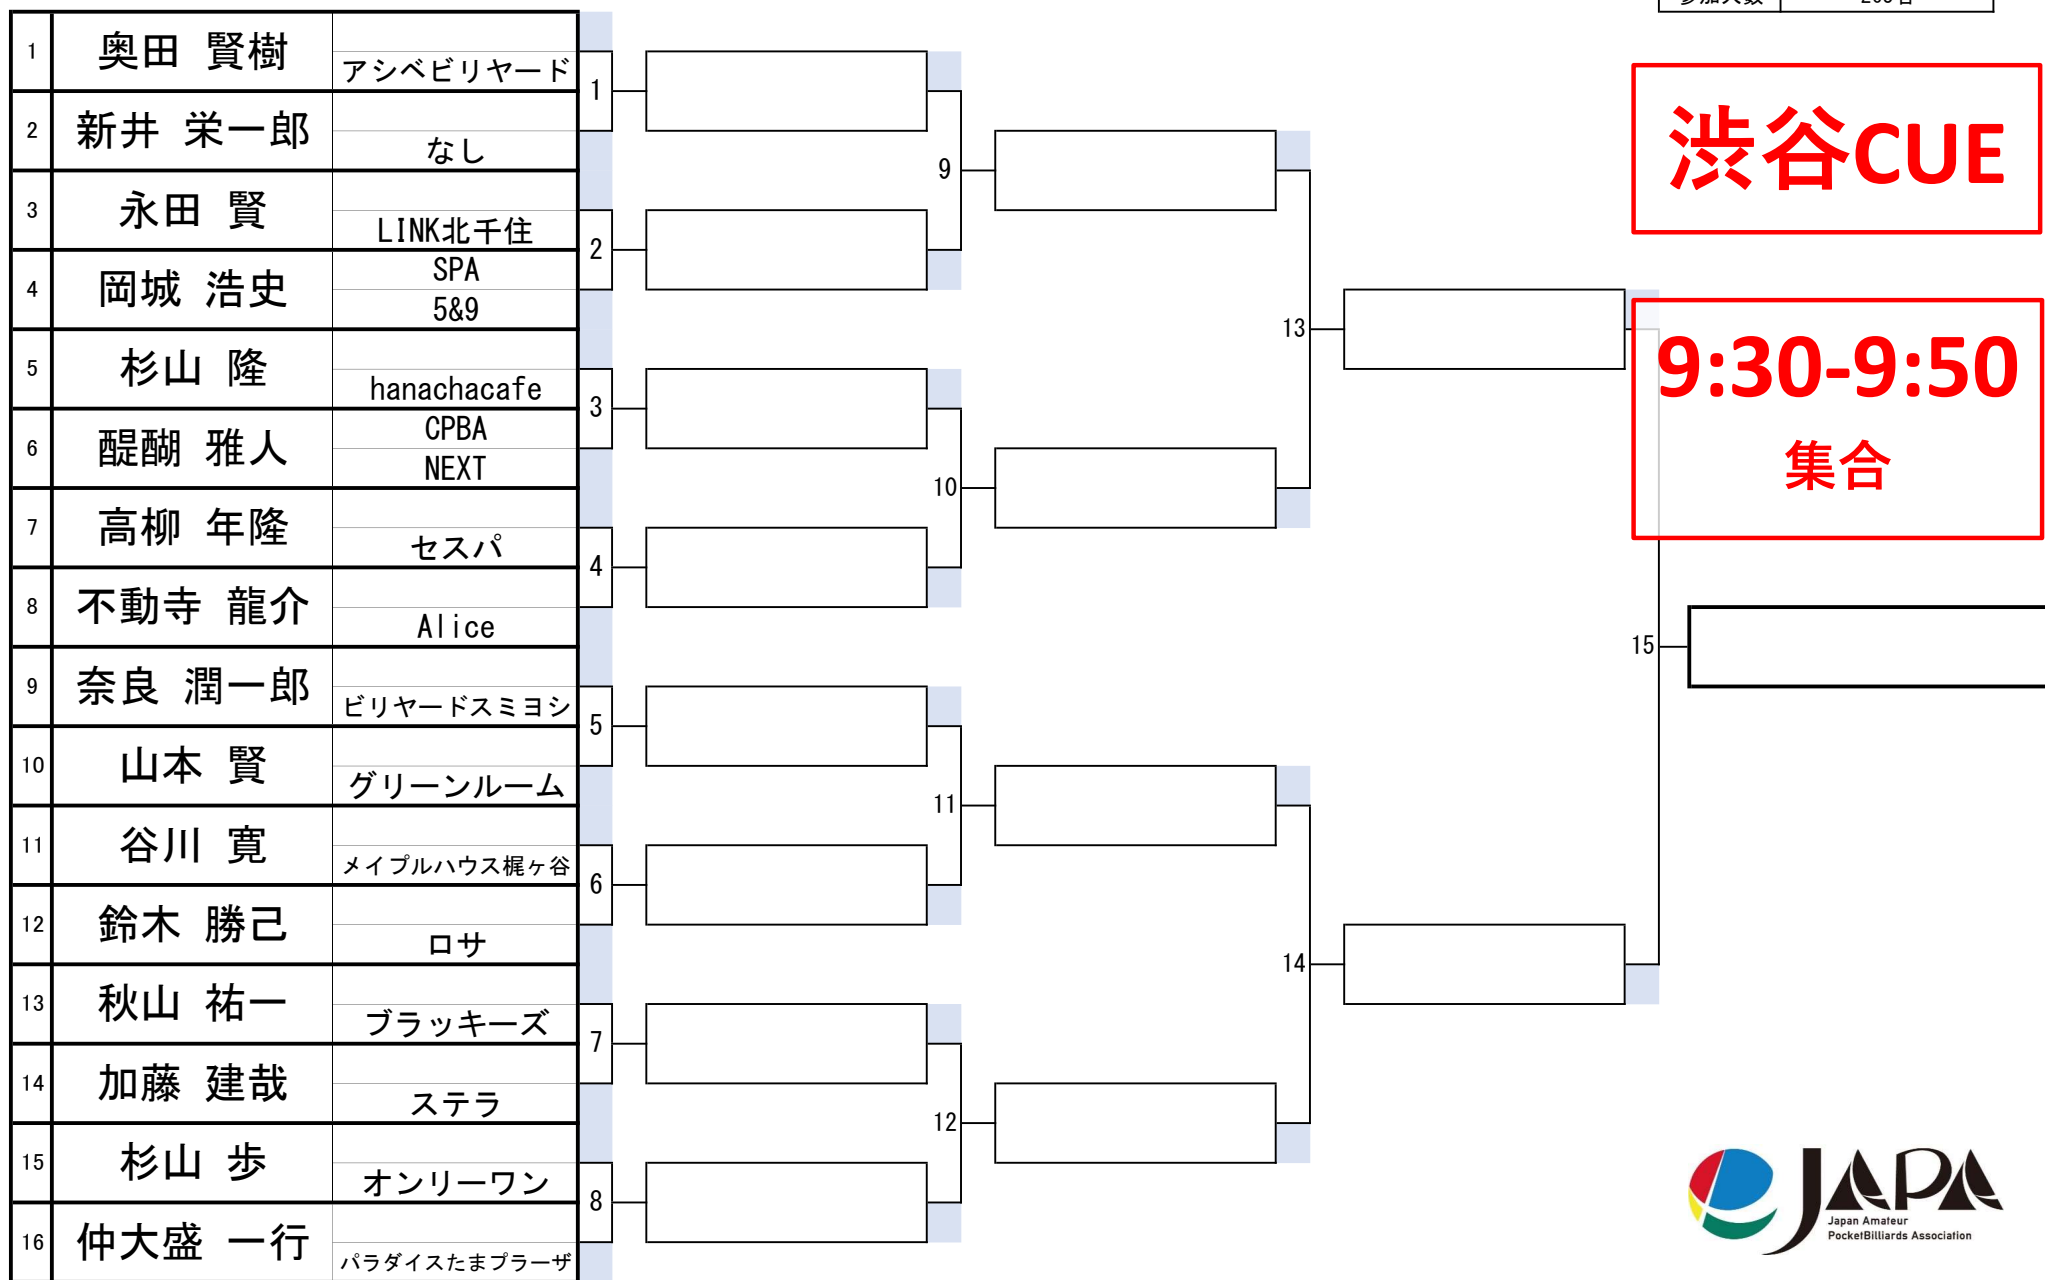 1 奥田 賢樹 アシベビリヤード
2 新井 栄一郎 なし
3 永田 賢 LINK北千住
4 岡城 浩史 SPA 5&9
5 杉山 隆 hanachacafe
6 醍醐 雅人 CPBA NEXT
7 高柳 年隆 セスパ
8 不動寺 龍介 Alice
9 奈良 潤一郎 ビリヤードスミヨシ
10 山本 賢 グリーンルーム
11 谷川 寛 メイプルハウス梶ヶ谷
12 鈴木 勝己 ロサ
13 秋山 祐一 ブラッキーズ
14 加藤 建哉 ステラ
15 杉山 歩 オンリーワン
16 仲大盛 一行 パラダイスたまプラーザ
1
2
3
4
5
6
7
8
9
10
11
12
13
14
15
参加人数
渋谷CUE
9:30-9:50
集合
JAPA
Japan Amateur
PocketBilliards Association